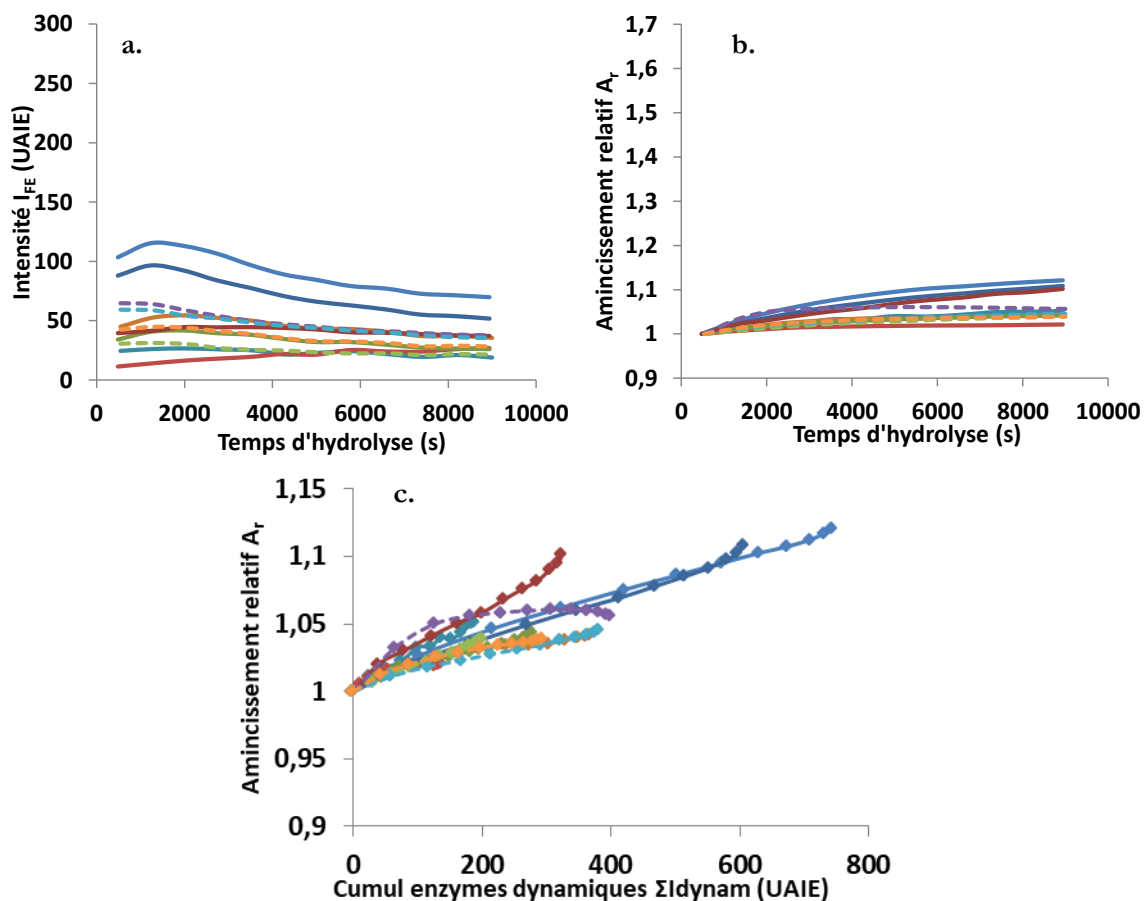 a.
Intensité I_FE (UAIE)
300
250
200
150
100
50
0
0 2000 4000 6000 8000 10000
Temps d'hydrolyse (s)
b.
Amincissement relatif A_r
1,7
1,6
1,5
1,4
1,3
1,2
1,1
1
0,9
0 2000 4000 6000 8000 10000
Temps d'hydrolyse (s)
c.
Amincissement relatif A_r
1,15
1,1
1,05
1
0,95
0,9
0 200 400 600 800
Cumul enzymes dynamiques ΣIdynam (UAIE)